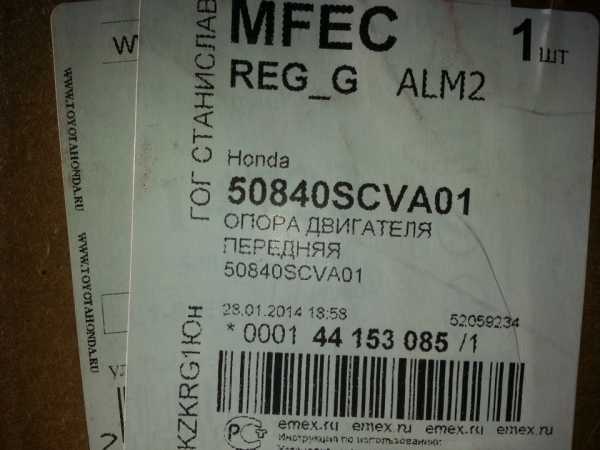 MFEC
1 шт
REG_G ALM2
Honda
50840SCVA01
ОПОРА ДВИГАТЕЛЯ
ПЕРЕДНЯЯ
50840SCVA01
28.01.2014 18:58
52059234
* 0001 44 153 085 /1
emex.ru emex.ru emex.ru emex.ru
Инструкция по использованию:
ГОГ СТАНИСЛАВ
KZKRG1Юн
W
WWW.TOYOTAHONDA.RU
WWW.TOYOTAHONDA.RU